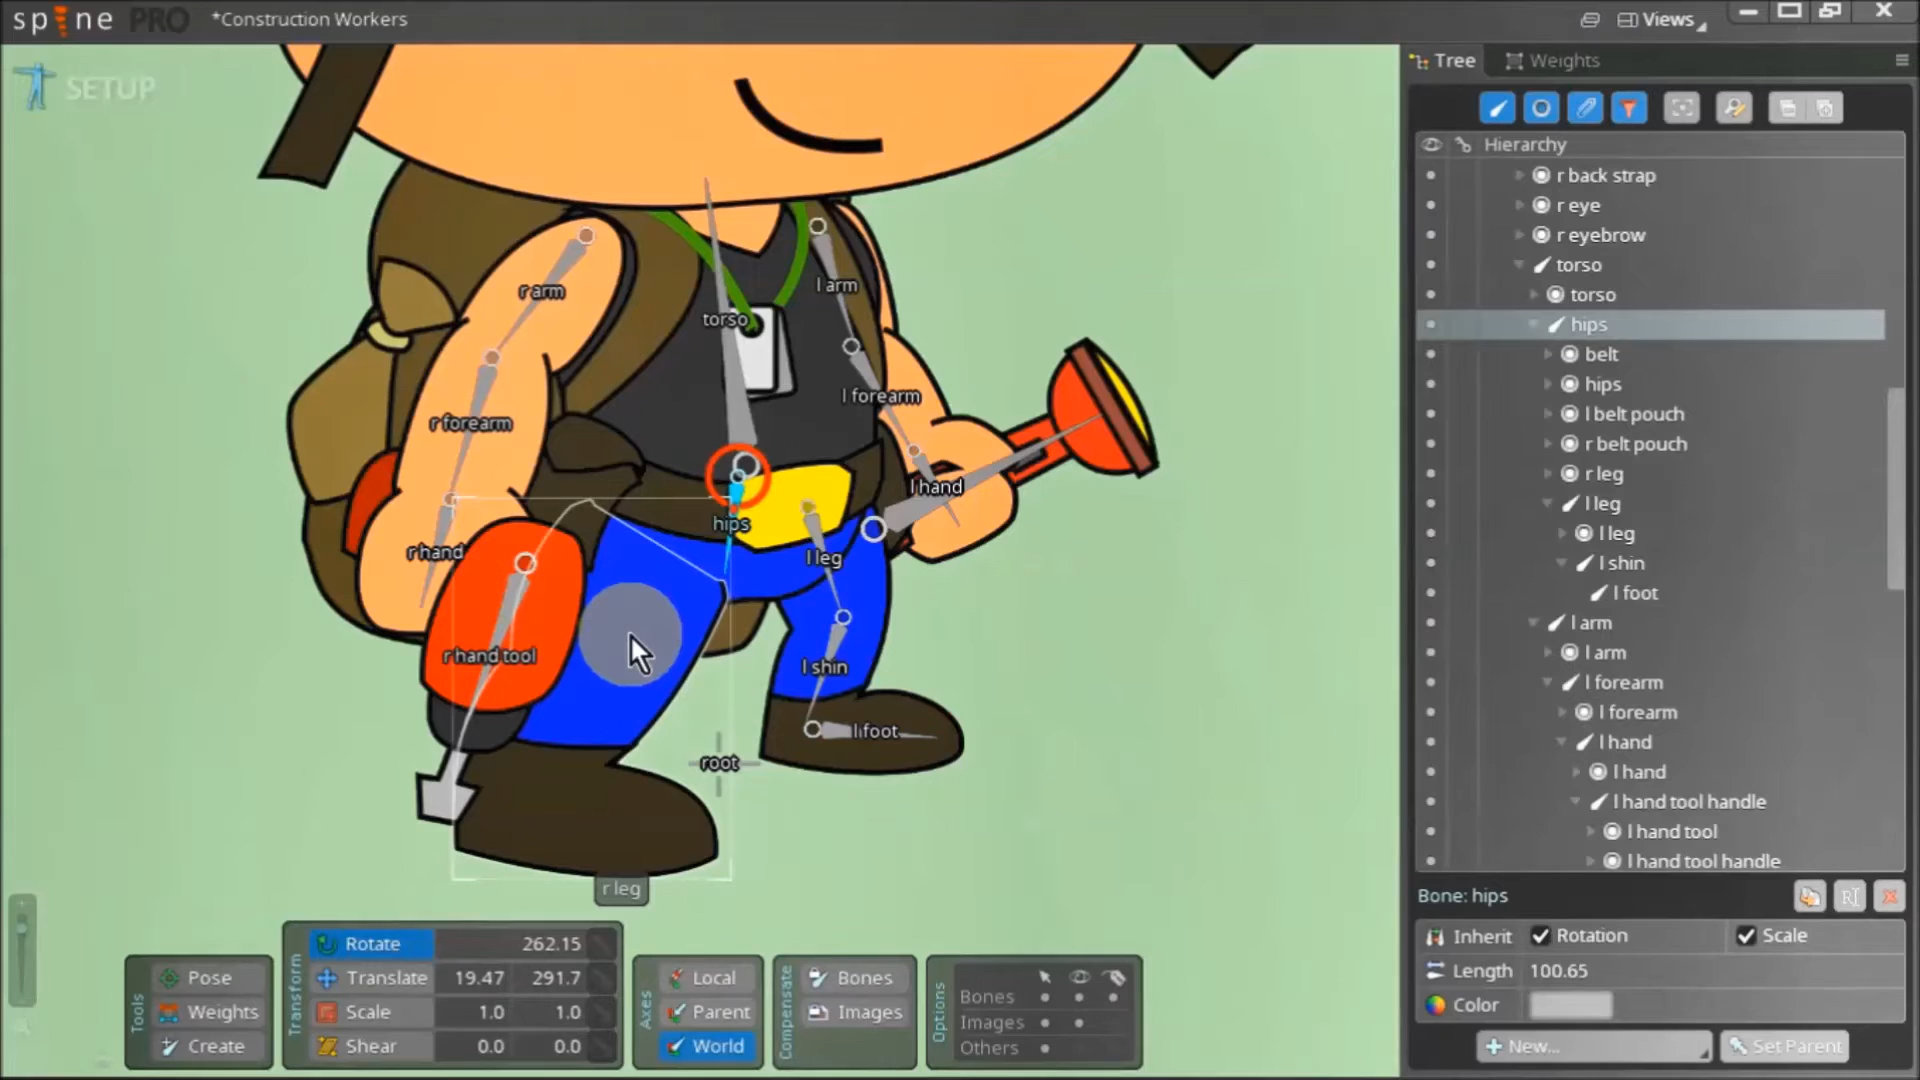 spine PRO *Construction Workers
Views
SETUP
Tree Weights
Hierarchy
r back strap
r eye
r eyebrow
torso
torso
hips
belt
hips
l belt pouch
r belt pouch
r leg
l leg
l leg
l shin
l foot
l arm
l arm
l forearm
l forearm
l hand
l hand
l hand tool handle
l hand tool
l hand tool handle
r arm
l arm
torso
l forearm
r forearm
l hand
hips
r hand
l leg
r hand tool
l shin
l foot
root
r leg
Bone: hips
Inherit Rotation Scale
Length 100.65
Color
New... Set Parent
Tools
Pose
Weights
Create
Transform
Rotate 262.15
Translate 19.47 291.7
Scale 1.0 1.0
Shear 0.0 0.0
Axes
Local
Parent
World
Compensate
Bones
Images
Options
Bones
Images
Others